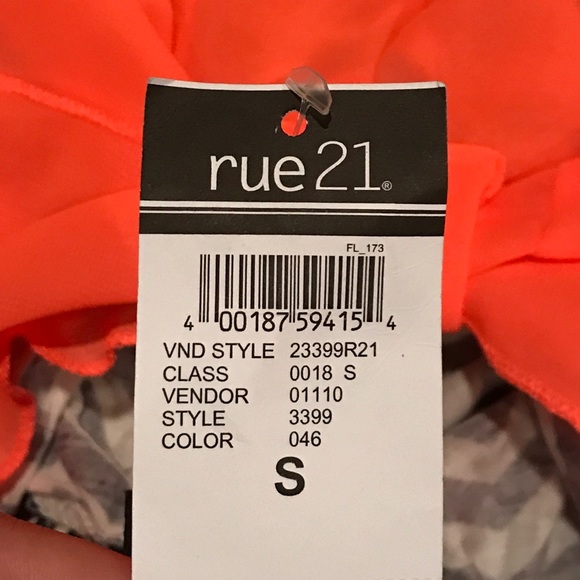 rue21®
FL_173
4 00187 59415 4
VND STYLE 23399R21
CLASS 0018 S
VENDOR 01110
STYLE 3399
COLOR 046
S